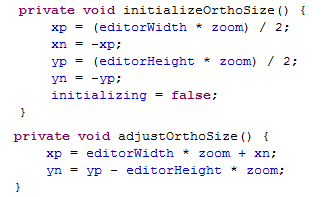 private void initializeOrthoSize() {
xp = (editorWidth * zoom) / 2;
xn = -xp;
yp = (editorHeight * zoom) / 2;
yn = -yp;
initializing = false;
}
private void adjustOrthoSize() {
xp = editorWidth * zoom + xn;
yn = yp - editorHeight * zoom;
}